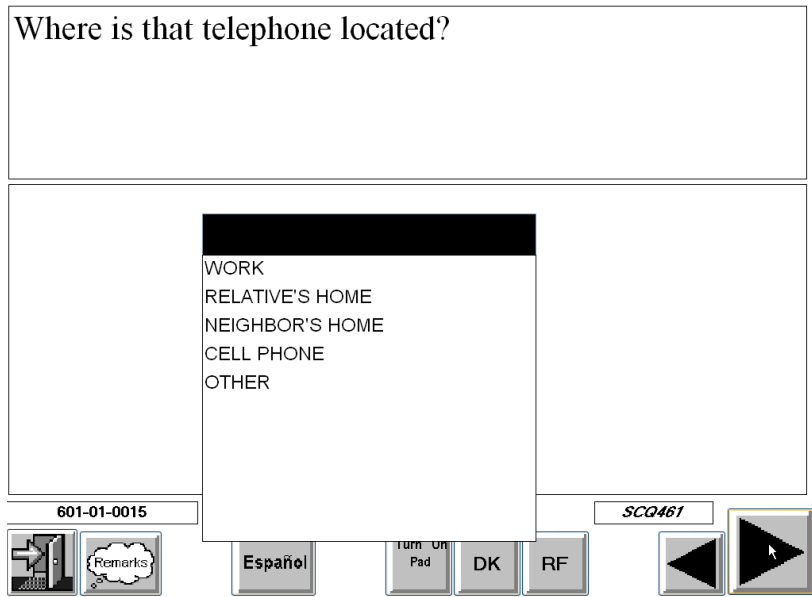 Where is that telephone located?
WORK
RELATIVE'S HOME
NEIGHBOR'S HOME
CELL PHONE
OTHER
601-01-0015
SCQ461
Remarks
Español
Turn On
Pad
DK
RF